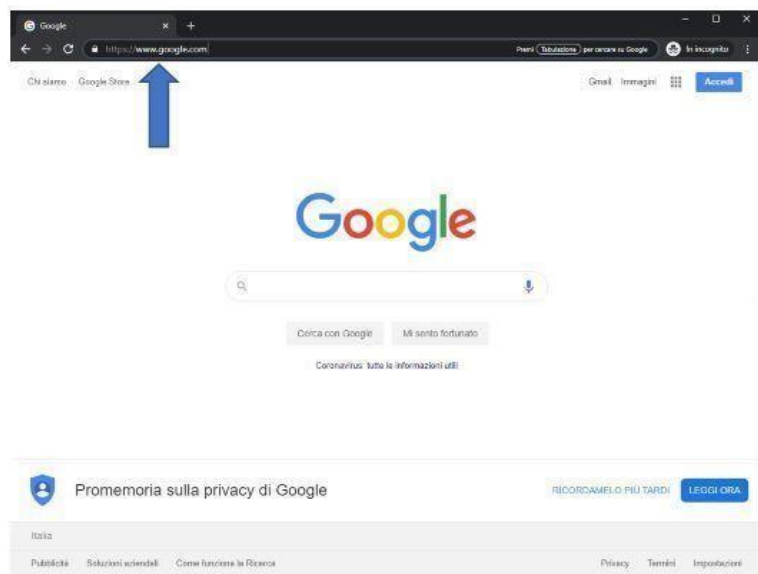 Google
https://www.google.com
Premi Tabulazione per cercare su Google
In incognito
Chi siamo Google Store
Gmail Immagini Accedi
Google
Cerca con Google Mi sento fortunato
Coronavirus: tutte le informazioni utili
Promemoria sulla privacy di Google
RICORDAMELO PIÙ TARDI LEGGI ORA
Italia
Pubblicità Soluzioni aziendali Come funziona la Ricerca
Privacy Termini Impostazioni